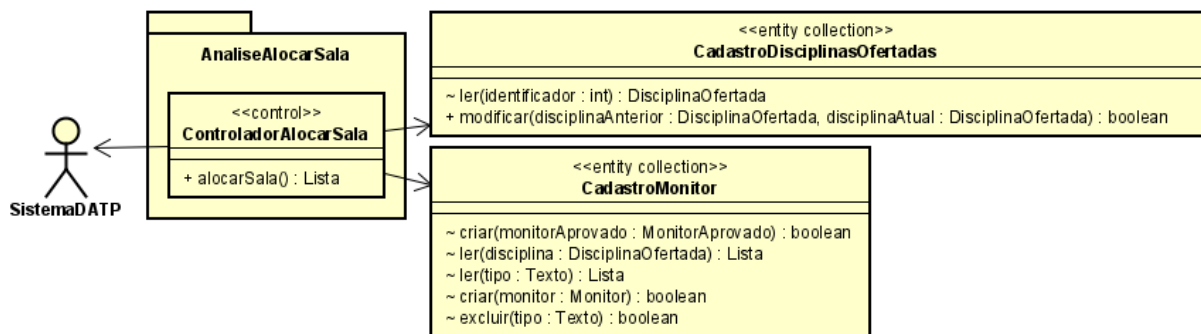 AnaliseAlocarSala
<<control>>
ControladorAlocarSala
+ alocarSala() : Lista
SistemaDATP
<<entity collection>>
CadastroDisciplinasOfertadas
~ ler(identificador : int) : DisciplinaOfertada
+ modificar(disciplinaAnterior : DisciplinaOfertada, disciplinaAtual : DisciplinaOfertada) : boolean
<<entity collection>>
CadastroMonitor
~ criar(monitorAprovado : MonitorAprovado) : boolean
~ ler(disciplina : DisciplinaOfertada) : Lista
~ ler(tipo : Texto) : Lista
~ criar(monitor : Monitor) : boolean
~ excluir(tipo : Texto) : boolean